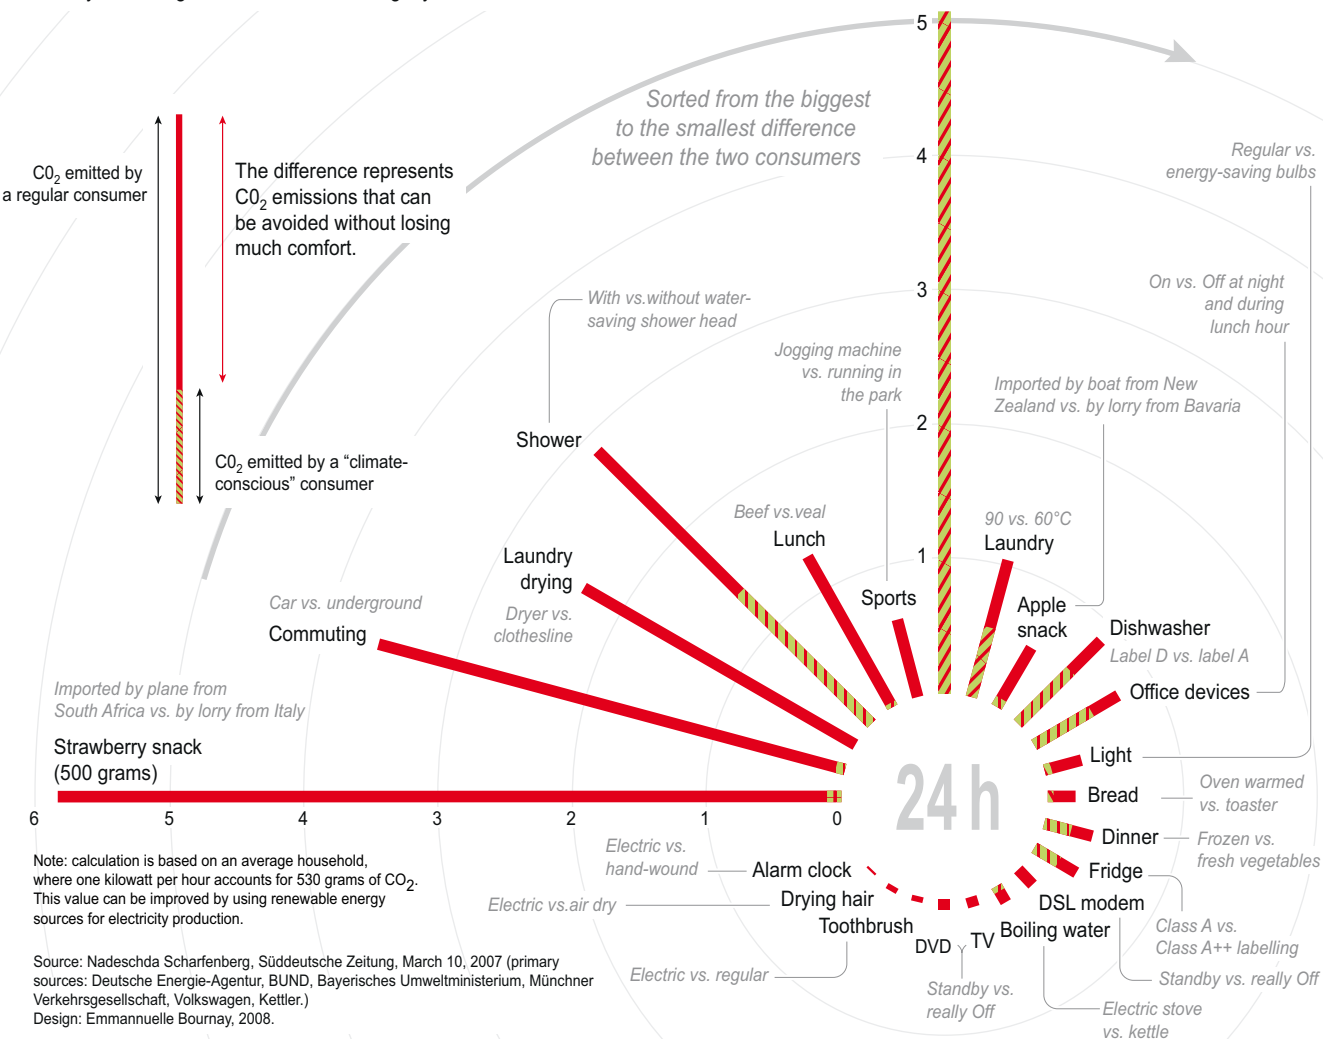 Sorted from the biggest
to the smallest difference
between the two consumers
C02 emitted by
a regular consumer
The difference represents
C02 emissions that can
be avoided without losing
much comfort.
C02 emitted by a “climate-
conscious” consumer
5
4
3
2
1
Regular vs.
energy-saving bulbs
On vs. Off at night
and during
lunch hour
With vs.without water-
saving shower head
Shower
Jogging machine
vs. running in
the park
Sports
Imported by boat from New
Zealand vs. by lorry from Bavaria
Apple
snack
Beef vs.veal
Lunch
90 vs. 60°C
Laundry
Laundry
drying
Dryer vs.
clothesline
Car vs. underground
Commuting
Dishwasher
Label D vs. label A
Office devices
Imported by plane from
South Africa vs. by lorry from Italy
Strawberry snack
(500 grams)
6
5
4
3
2
1
0
24 h
Light
Bread
Oven warmed
vs. toaster
Dinner
Frozen vs.
fresh vegetables
Fridge
Class A vs.
Class A++ labelling
DSL modem
Standby vs. really Off
Boiling water
Electric stove
vs. kettle
TV
DVD
Standby vs.
really Off
Toothbrush
Electric vs. regular
Drying hair
Electric vs.air dry
Alarm clock
Electric vs.
hand-wound
Note: calculation is based on an average household,
where one kilowatt per hour accounts for 530 grams of CO2.
This value can be improved by using renewable energy
sources for electricity production.
Source: Nadeschda Scharfenberg, Süddeutsche Zeitung, March 10, 2007 (primary
sources: Deutsche Energie-Agentur, BUND, Bayerisches Umweltministerium, Münchner
Verkehrsgesellschaft, Volkswagen, Kettler.)
Design: Emmannuelle Bournay, 2008.